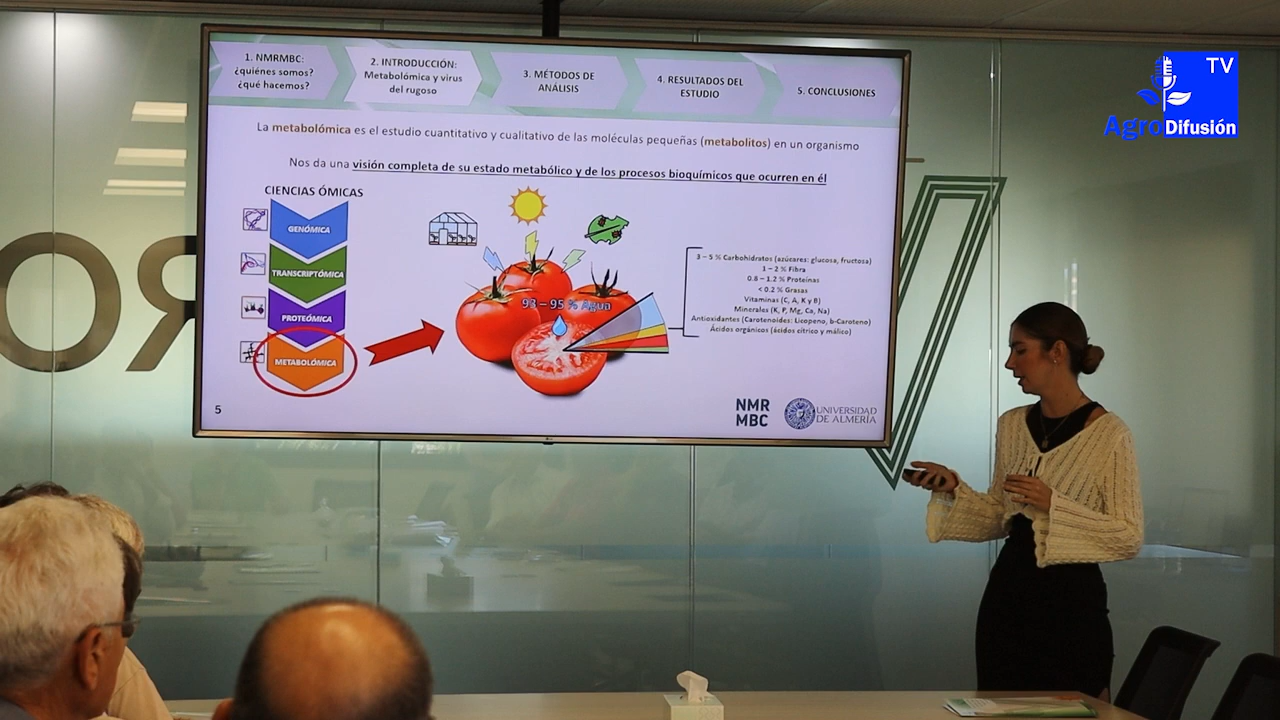 1. NMRMBC:
¿quiénes somos?
¿qué hacemos?
2. INTRODUCCIÓN:
Metabolómica y virus
del rugoso
3. MÉTODOS DE
ANÁLISIS
4. RESULTADOS DEL
ESTUDIO
5. CONCLUSIONES
TV
AgroDifusión
La metabolómica es el estudio cuantitativo y cualitativo de las moléculas pequeñas (metabolitos) en un organismo
Nos da una visión completa de su estado metabólico y de los procesos bioquímicos que ocurren en él
CIENCIAS ÓMICAS
GENÓMICA
TRANSCRIPTÓMICA
PROTEÓMICA
METABOLÓMICA
93 – 95 % Agua
3 – 5 % Carbohidratos (azúcares: glucosa, fructosa)
1 – 2 % Fibra
0.8 – 1.2 % Proteínas
< 0.2 % Grasas
Vitaminas (C, A, K y B)
Minerales (K, P, Mg, Ca, Na)
Antioxidantes (Carotenoides: Licopeno, b-Caroteno)
Ácidos orgánicos (ácidos cítrico y málico)
5
NMR
MBC
UNIVERSIDAD
DE ALMERÍA